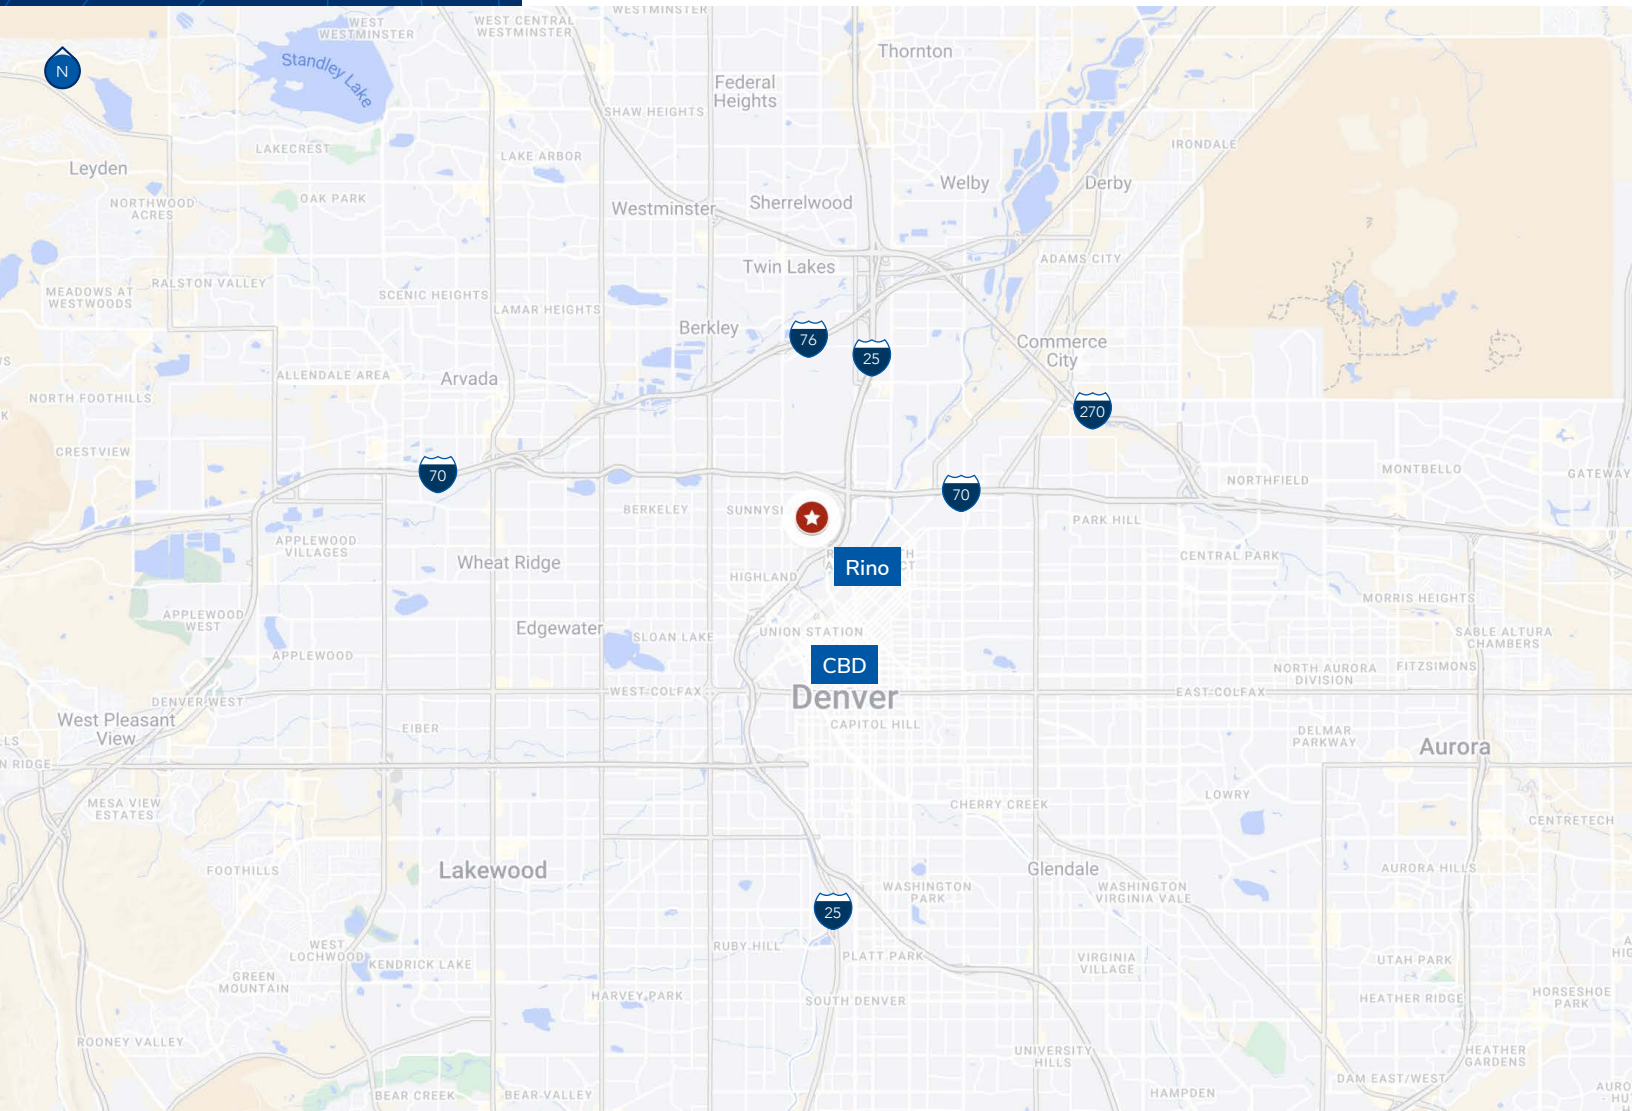 WESTMINSTER
WEST
WESTMINSTER
WEST CENTRAL
WESTMINSTER
Thornton
N
Standley Lake
Federal
Heights
SHAW HEIGHTS
LAKECREST
LAKE ARBOR
IRONDALE
Leyden
Welby
Derby
NORTHWOOD
ACRES
OAK PARK
Westminster
Sherrelwood
ADAMS CITY
Twin Lakes
MEADOWS AT
WESTWOODS
RALSTON VALLEY
SCENIC HEIGHTS
LAMAR HEIGHTS
Berkley
76
25
Commerce
City
ALLENDALE AREA
Arvada
NORTH FOOTHILLS
270
CRESTVIEW
70
MONTBELLO
GATEWAY
NORTHFIELD
70
BERKELEY
SUNNYSI
PARK HILL
APPLEWOOD
VILLAGES
Wheat Ridge
CENTRAL PARK
HIGHLAND
Rino
MORRIS HEIGHTS
APPLEWOOD
WEST
Edgewater
SLOAN LAKE
UNION STATION
SABLE ALTURA
CHAMBERS
APPLEWOOD
CBD
NORTH AURORA
DIVISION
FITZSIMONS
DENVER WEST
WEST COLFAX
Denver
EAST COLFAX
West Pleasant
View
EIBER
CAPITOL HILL
DELMAR
PARKWAY
Aurora
N RIDGE
MESA VIEW
ESTATES
CHERRY CREEK
LOWRY
CENTRETECH
FOOTHILLS
Lakewood
Glendale
AURORA HILLS
WASHINGTON
PARK
WASHINGTON
VIRGINIA VALE
25
WEST
LOCHWOOD
RUBY HILL
PLATT PARK
VIRGINIA
VILLAGE
UTAH PARK
GREEN
MOUNTAIN
KENDRICK LAKE
HARVEY PARK
SOUTH DENVER
HEATHER RIDGE
HORSESHOE
PARK
ROONEY VALLEY
UNIVERSITY
HILLS
HEATHER
GARDENS
DAM EAST/WEST
BEAR CREEK
BEAR VALLEY
HAMPDEN